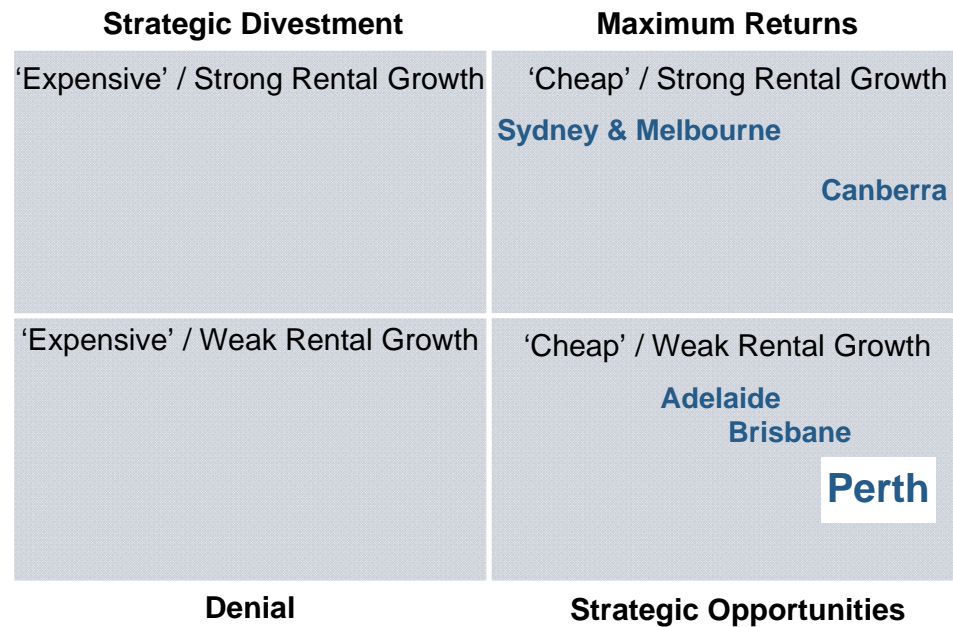 Strategic Divestment
Maximum Returns
‘Expensive’ / Strong Rental Growth
‘Cheap’ / Strong Rental Growth
Sydney & Melbourne
Canberra
‘Expensive’ / Weak Rental Growth
‘Cheap’ / Weak Rental Growth
Adelaide
Brisbane
Perth
Denial
Strategic Opportunities